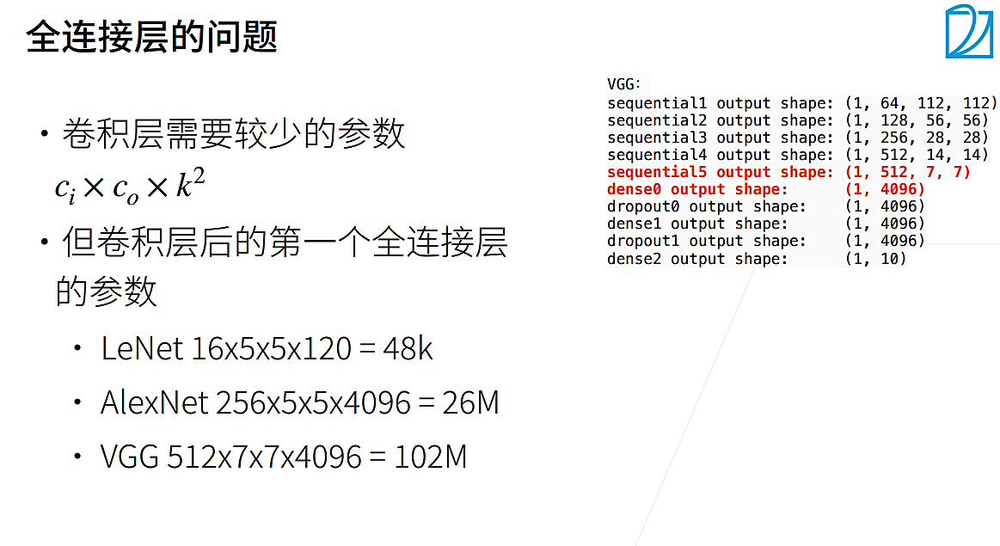 全连接层的问题
• 卷积层需要较少的参数
c_i × c_o × k²
• 但卷积层后的第一个全连接层
的参数
• LeNet 16x5x5x120 = 48k
• AlexNet 256x5x5x4096 = 26M
• VGG 512x7x7x4096 = 102M
VGG:
sequential1 output shape: (1, 64, 112, 112)
sequential2 output shape: (1, 128, 56, 56)
sequential3 output shape: (1, 256, 28, 28)
sequential4 output shape: (1, 512, 14, 14)
sequential5 output shape: (1, 512, 7, 7)
dense0 output shape: (1, 4096)
dropout0 output shape: (1, 4096)
dense1 output shape: (1, 4096)
dropout1 output shape: (1, 4096)
dense2 output shape: (1, 10)